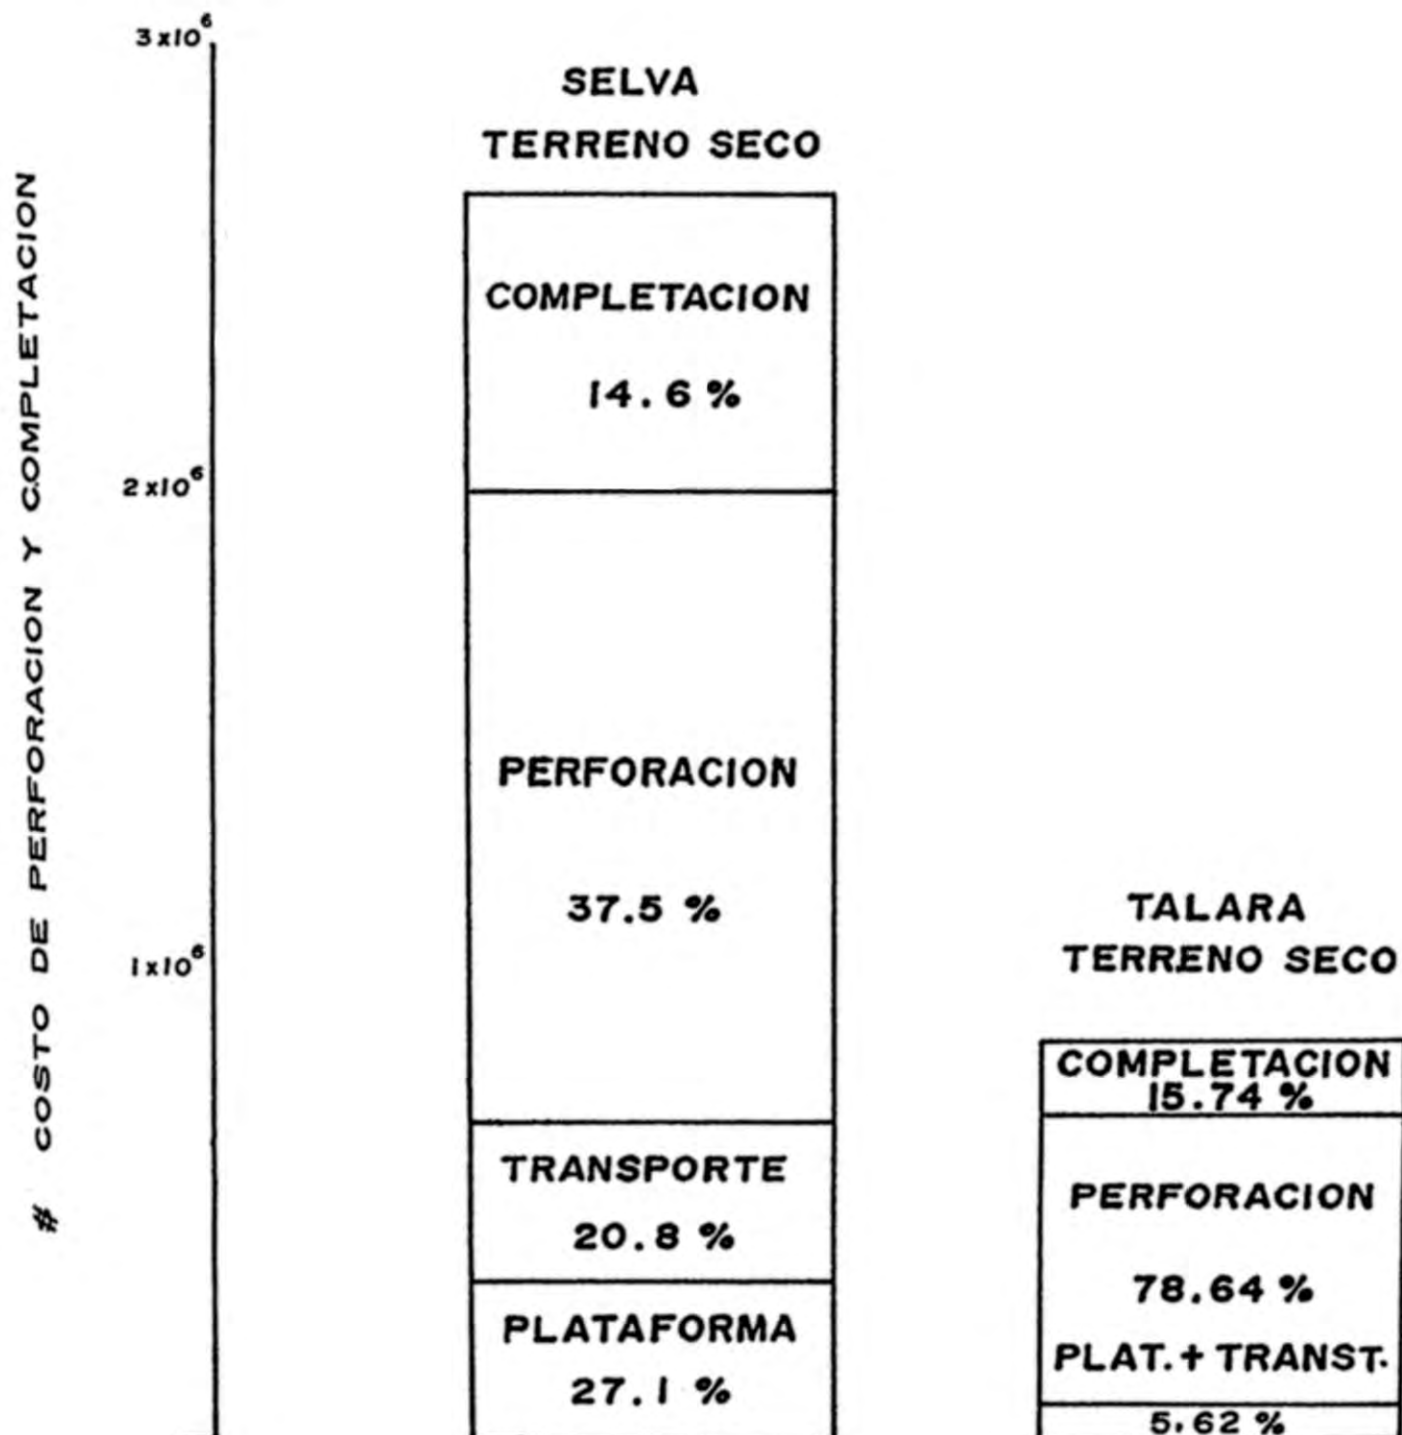 3x10⁶
SELVA
TERRENO SECO
COMPLETACION
14.6 %
2x10⁶
PERFORACION
37.5 %
1x10⁶
TRANSPORTE
20.8 %
PLATAFORMA
27.1 %
TALARA
TERRENO SECO
COMPLETACION
15.74 %
PERFORACION
78.64 %
PLAT. + TRANST.
5.62 %
# COSTO DE PERFORACION Y COMPLETACION